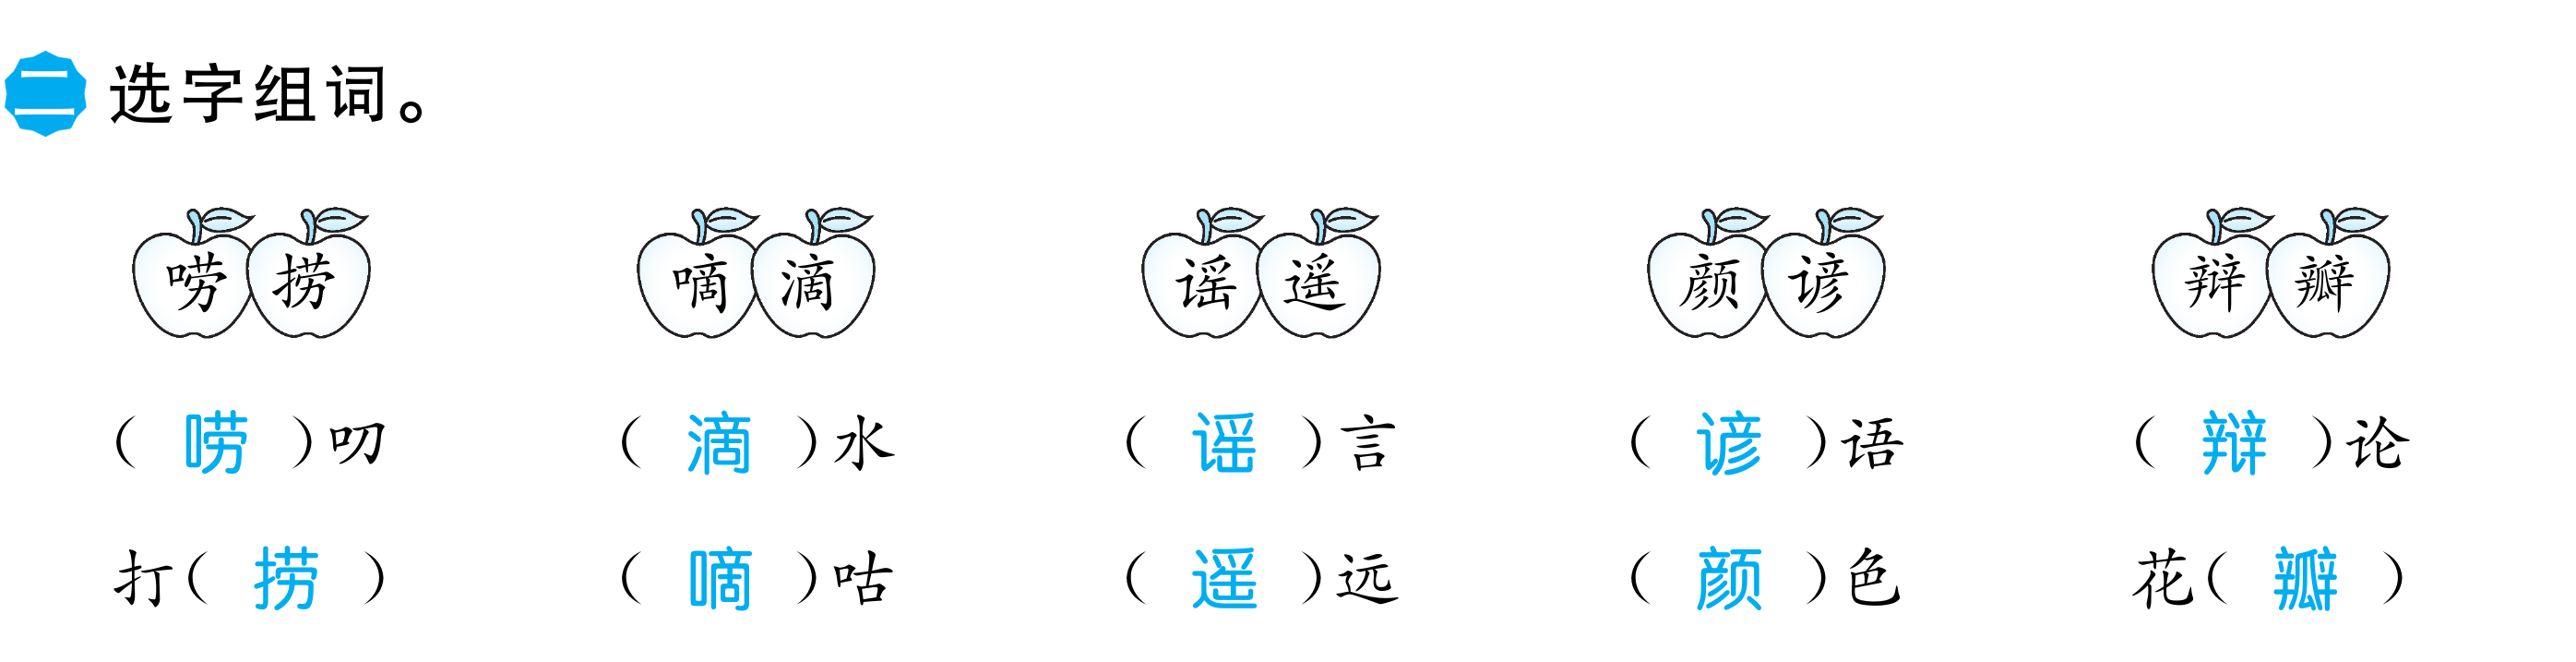 二 选字组词。
唠 捞 嘀 滴 谣 遥 颜 谚 辩 瓣
（ 唠 ）叨 （ 滴 ）水 （ 谣 ）言 （ 谚 ）语 （ 辩 ）论
打（ 捞 ） （ 嘀 ）咕 （ 遥 ）远 （ 颜 ）色 花（ 瓣 ）